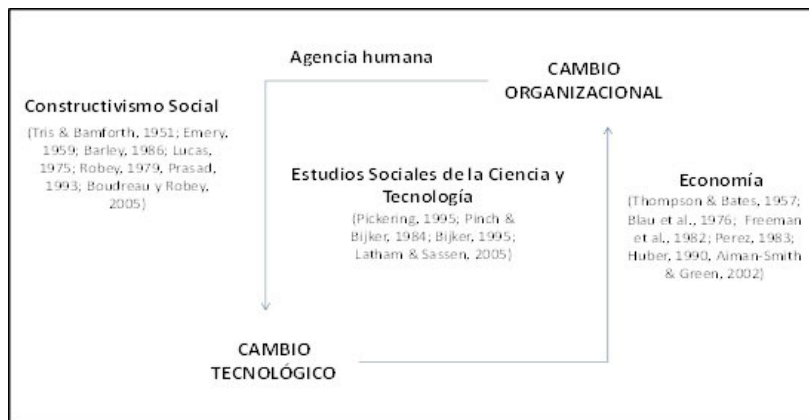 Agencia humana
CAMBIO
ORGANIZACIONAL
Constructivismo Social
(Tris & Bamforth, 1951; Emery,
1959; Barley, 1986; Lucas,
1975; Robey, 1979, Prasad,
1993; Boudreau y Robey,
2005)
Estudios Sociales de la Ciencia y
Tecnología
(Pickering, 1995; Pinch &
Bijker, 1984; Bijker, 1995;
Latham & Sassen, 2005)
Economía
(Thompson & Bates, 1957;
Blau et al., 1976; Freeman
et al., 1982; Perez, 1983;
Huber, 1990, Aiman-Smith
& Green, 2002)
CAMBIO
TECNOLÓGICO